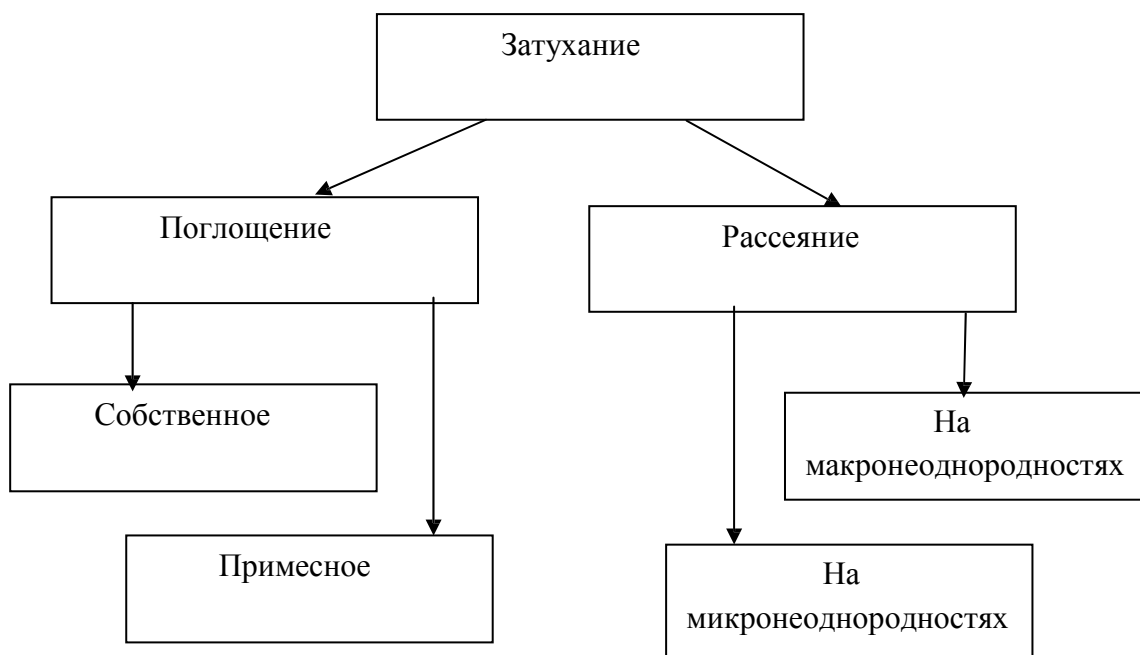 Затухание
Поглощение
Рассеяние
Собственное
На
макронеоднородностях
Примесное
На
микронеоднородностях